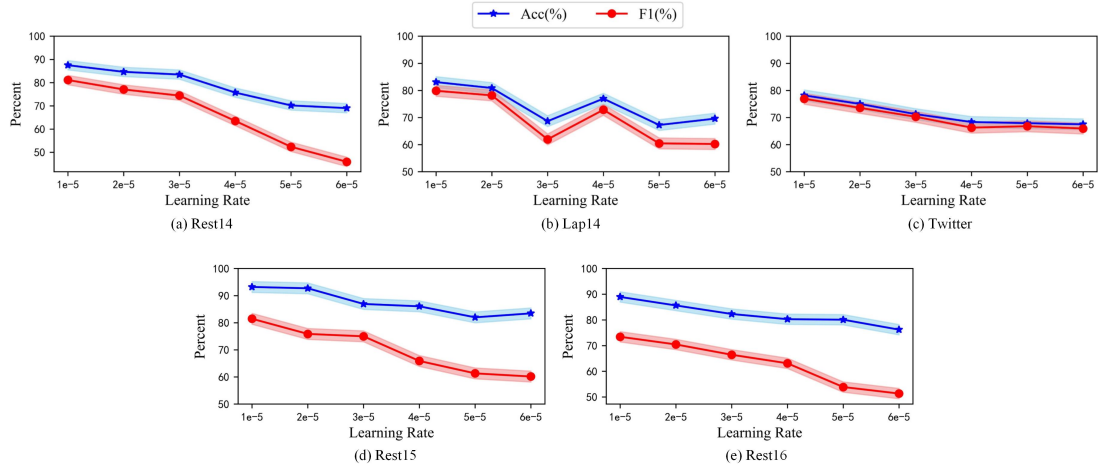 Acc(%) F1(%)
100
90
80
70
60
50
Percent
1e-5 2e-5 3e-5 4e-5 5e-5 6e-5
Learning Rate
(a) Rest14
100
90
80
70
60
50
Percent
1e-5 2e-5 3e-5 4e-5 5e-5 6e-5
Learning Rate
(b) Lap14
100
90
80
70
60
50
Percent
1e-5 2e-5 3e-5 4e-5 5e-5 6e-5
Learning Rate
(c) Twitter
100
90
80
70
60
50
Percent
1e-5 2e-5 3e-5 4e-5 5e-5 6e-5
Learning Rate
(d) Rest15
100
90
80
70
60
50
Percent
1e-5 2e-5 3e-5 4e-5 5e-5 6e-5
Learning Rate
(e) Rest16